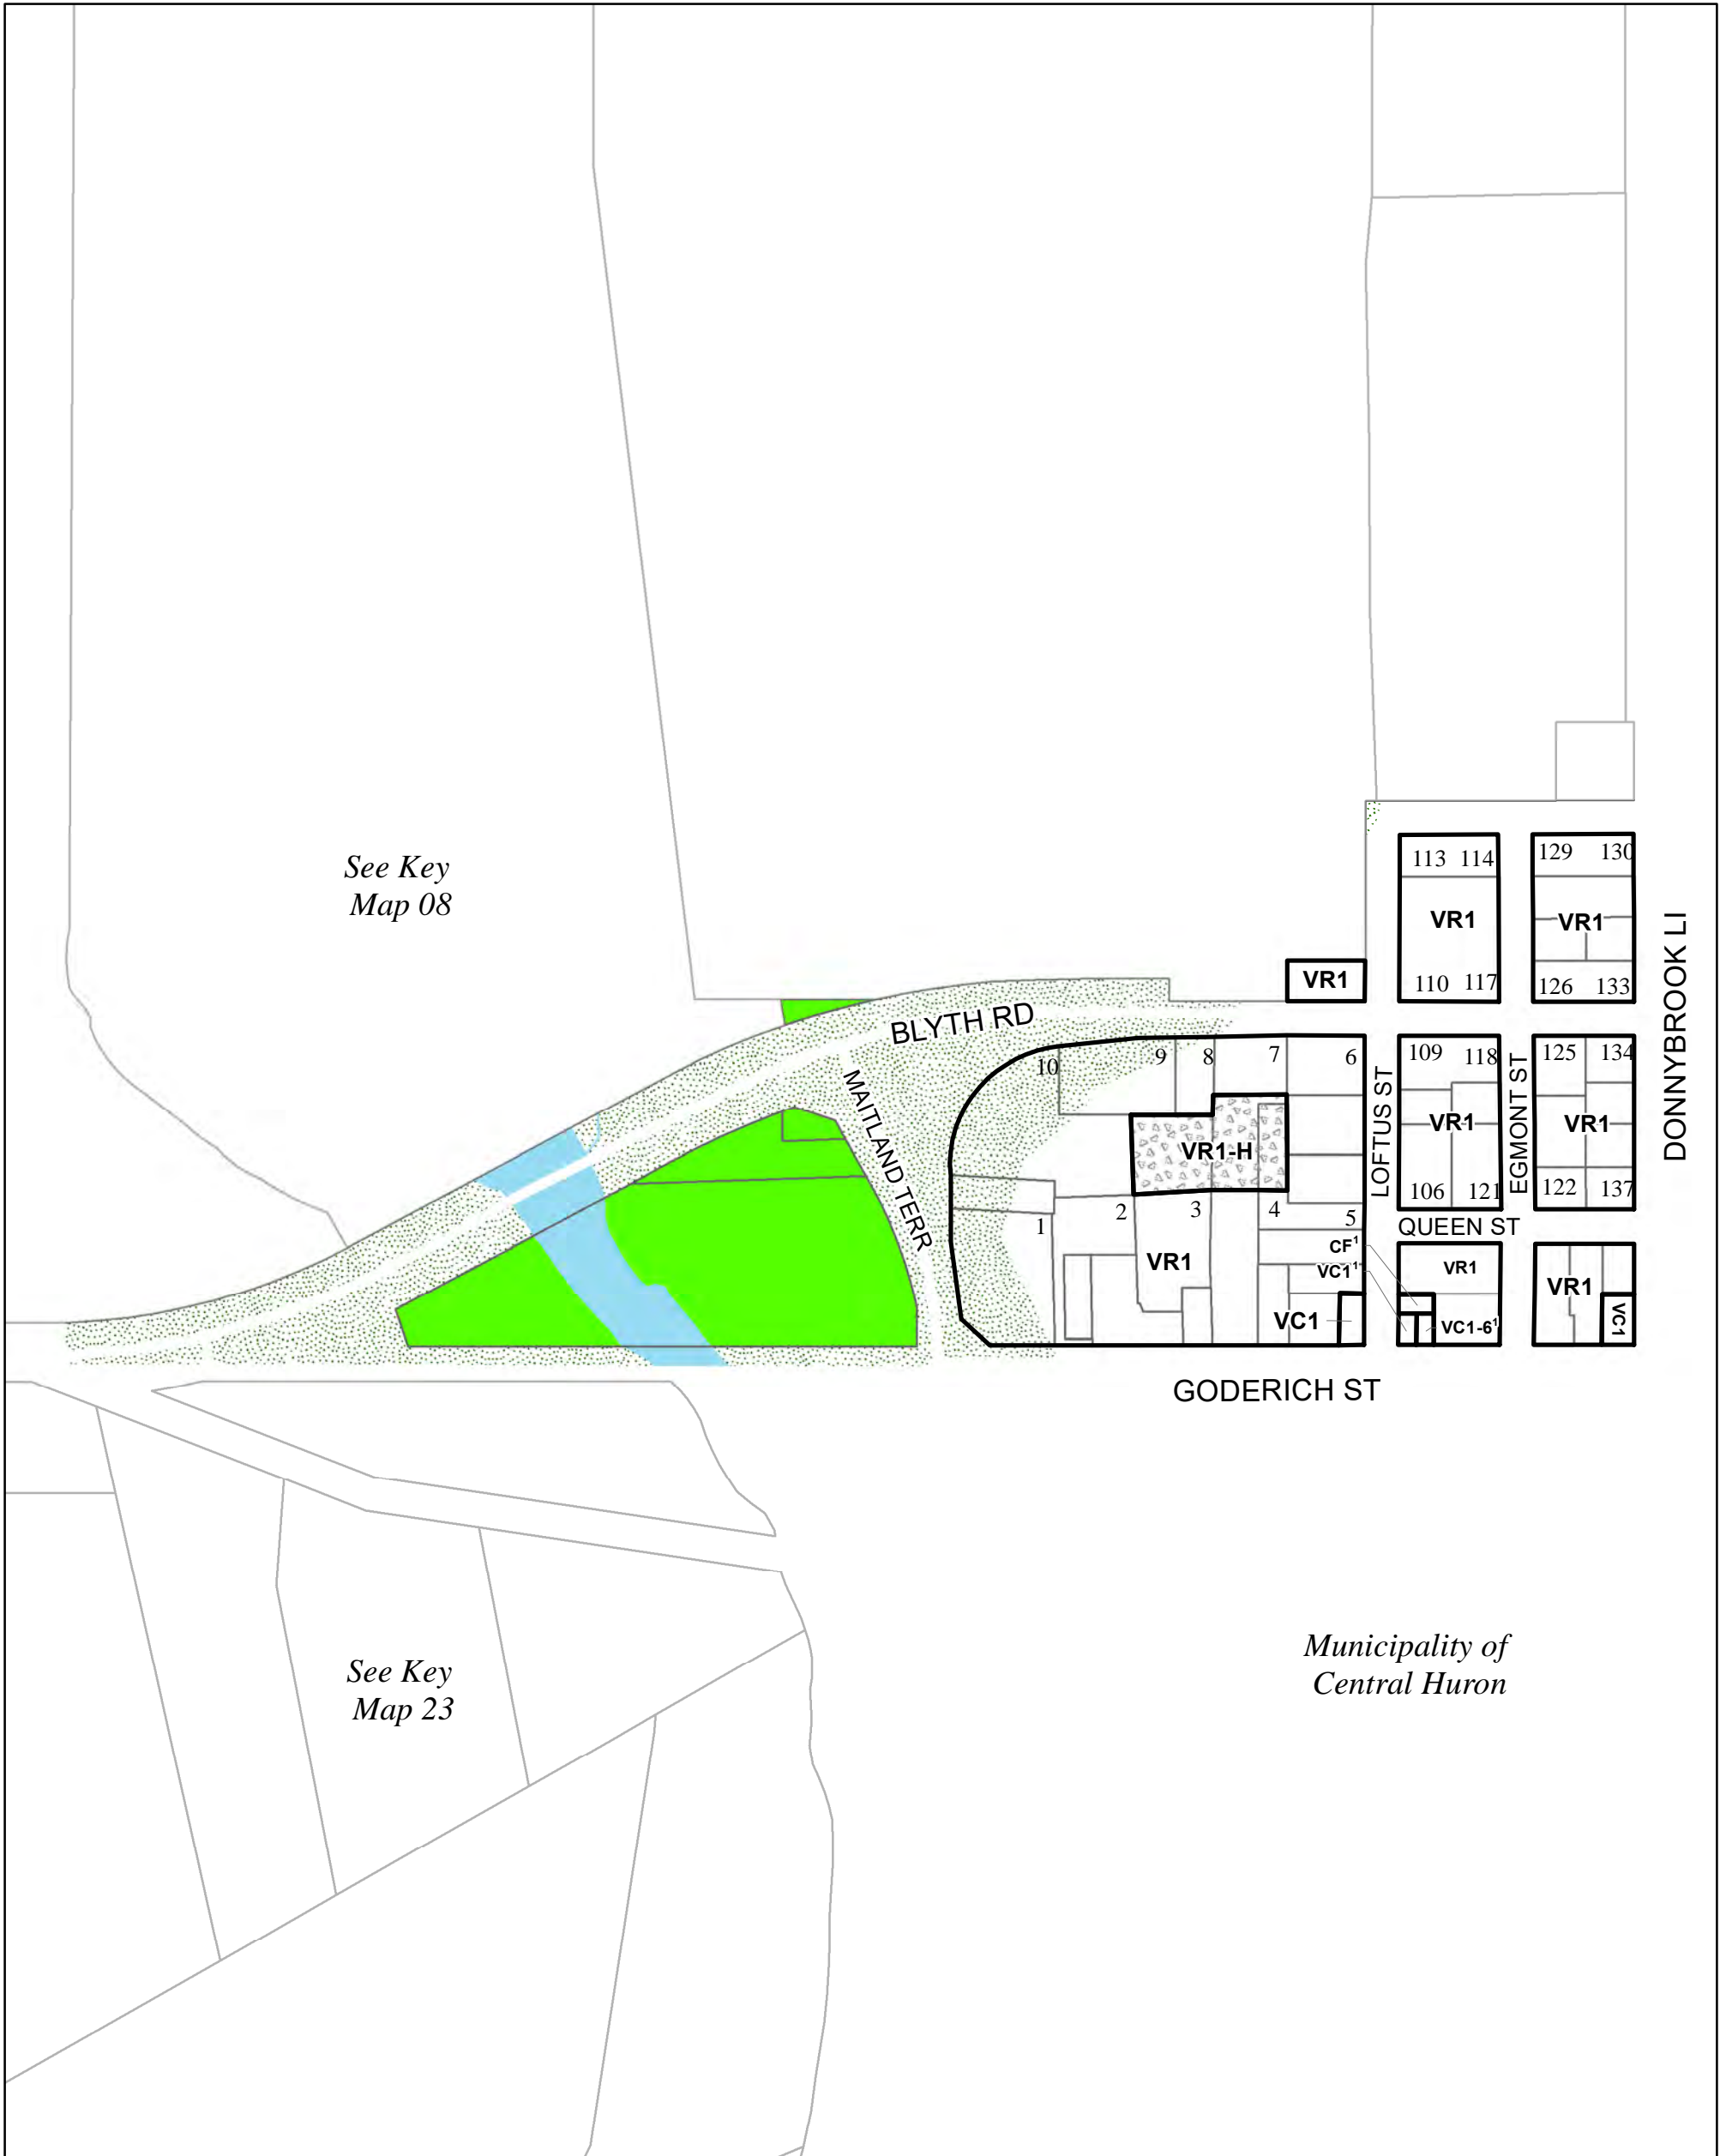 See Key
Map 08
113 114
129 130
VR1
VR1
110 117
126 133
VR1
DONNYBROOK LI
BLYTH RD
MAITLAND TERR
10
9
8
7
6
109 118
125 134
LOFTUS ST
EGMONT ST
VR1-H
VR1
VR1
106 121
122 137
1
2
3
4
5
QUEEN ST
CF¹
VC1¹
VR1
VR1
VR1
VC1
VC1-6¹
VC1
GODERICH ST
See Key
Map 23
Municipality of
Central Huron